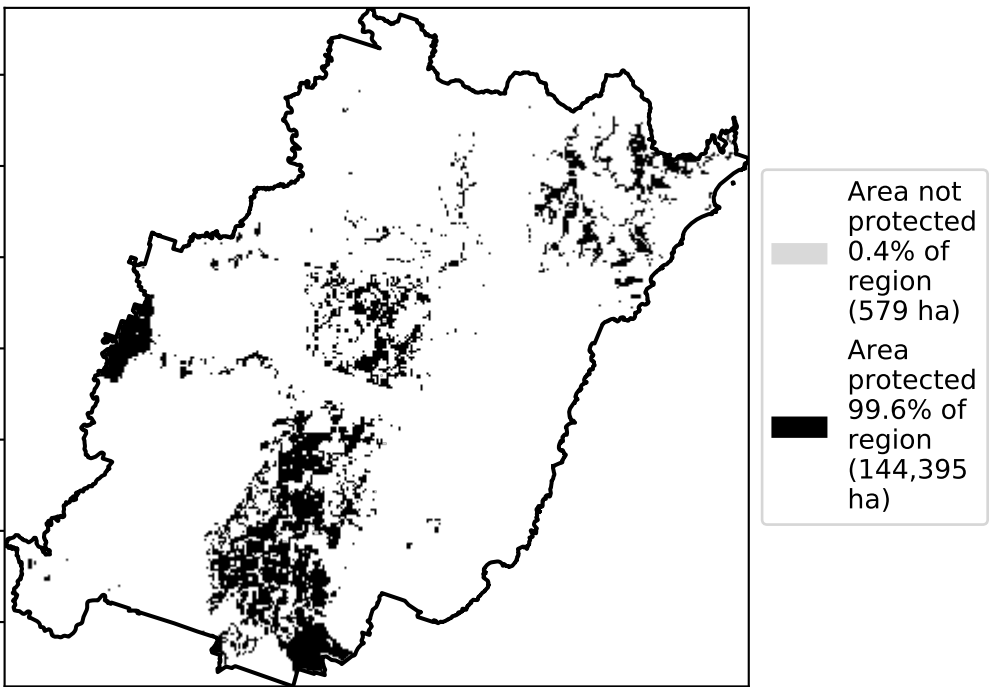 Area not
protected
0.4% of
region
(579 ha)
Area
protected
99.6% of
region
(144,395
ha)